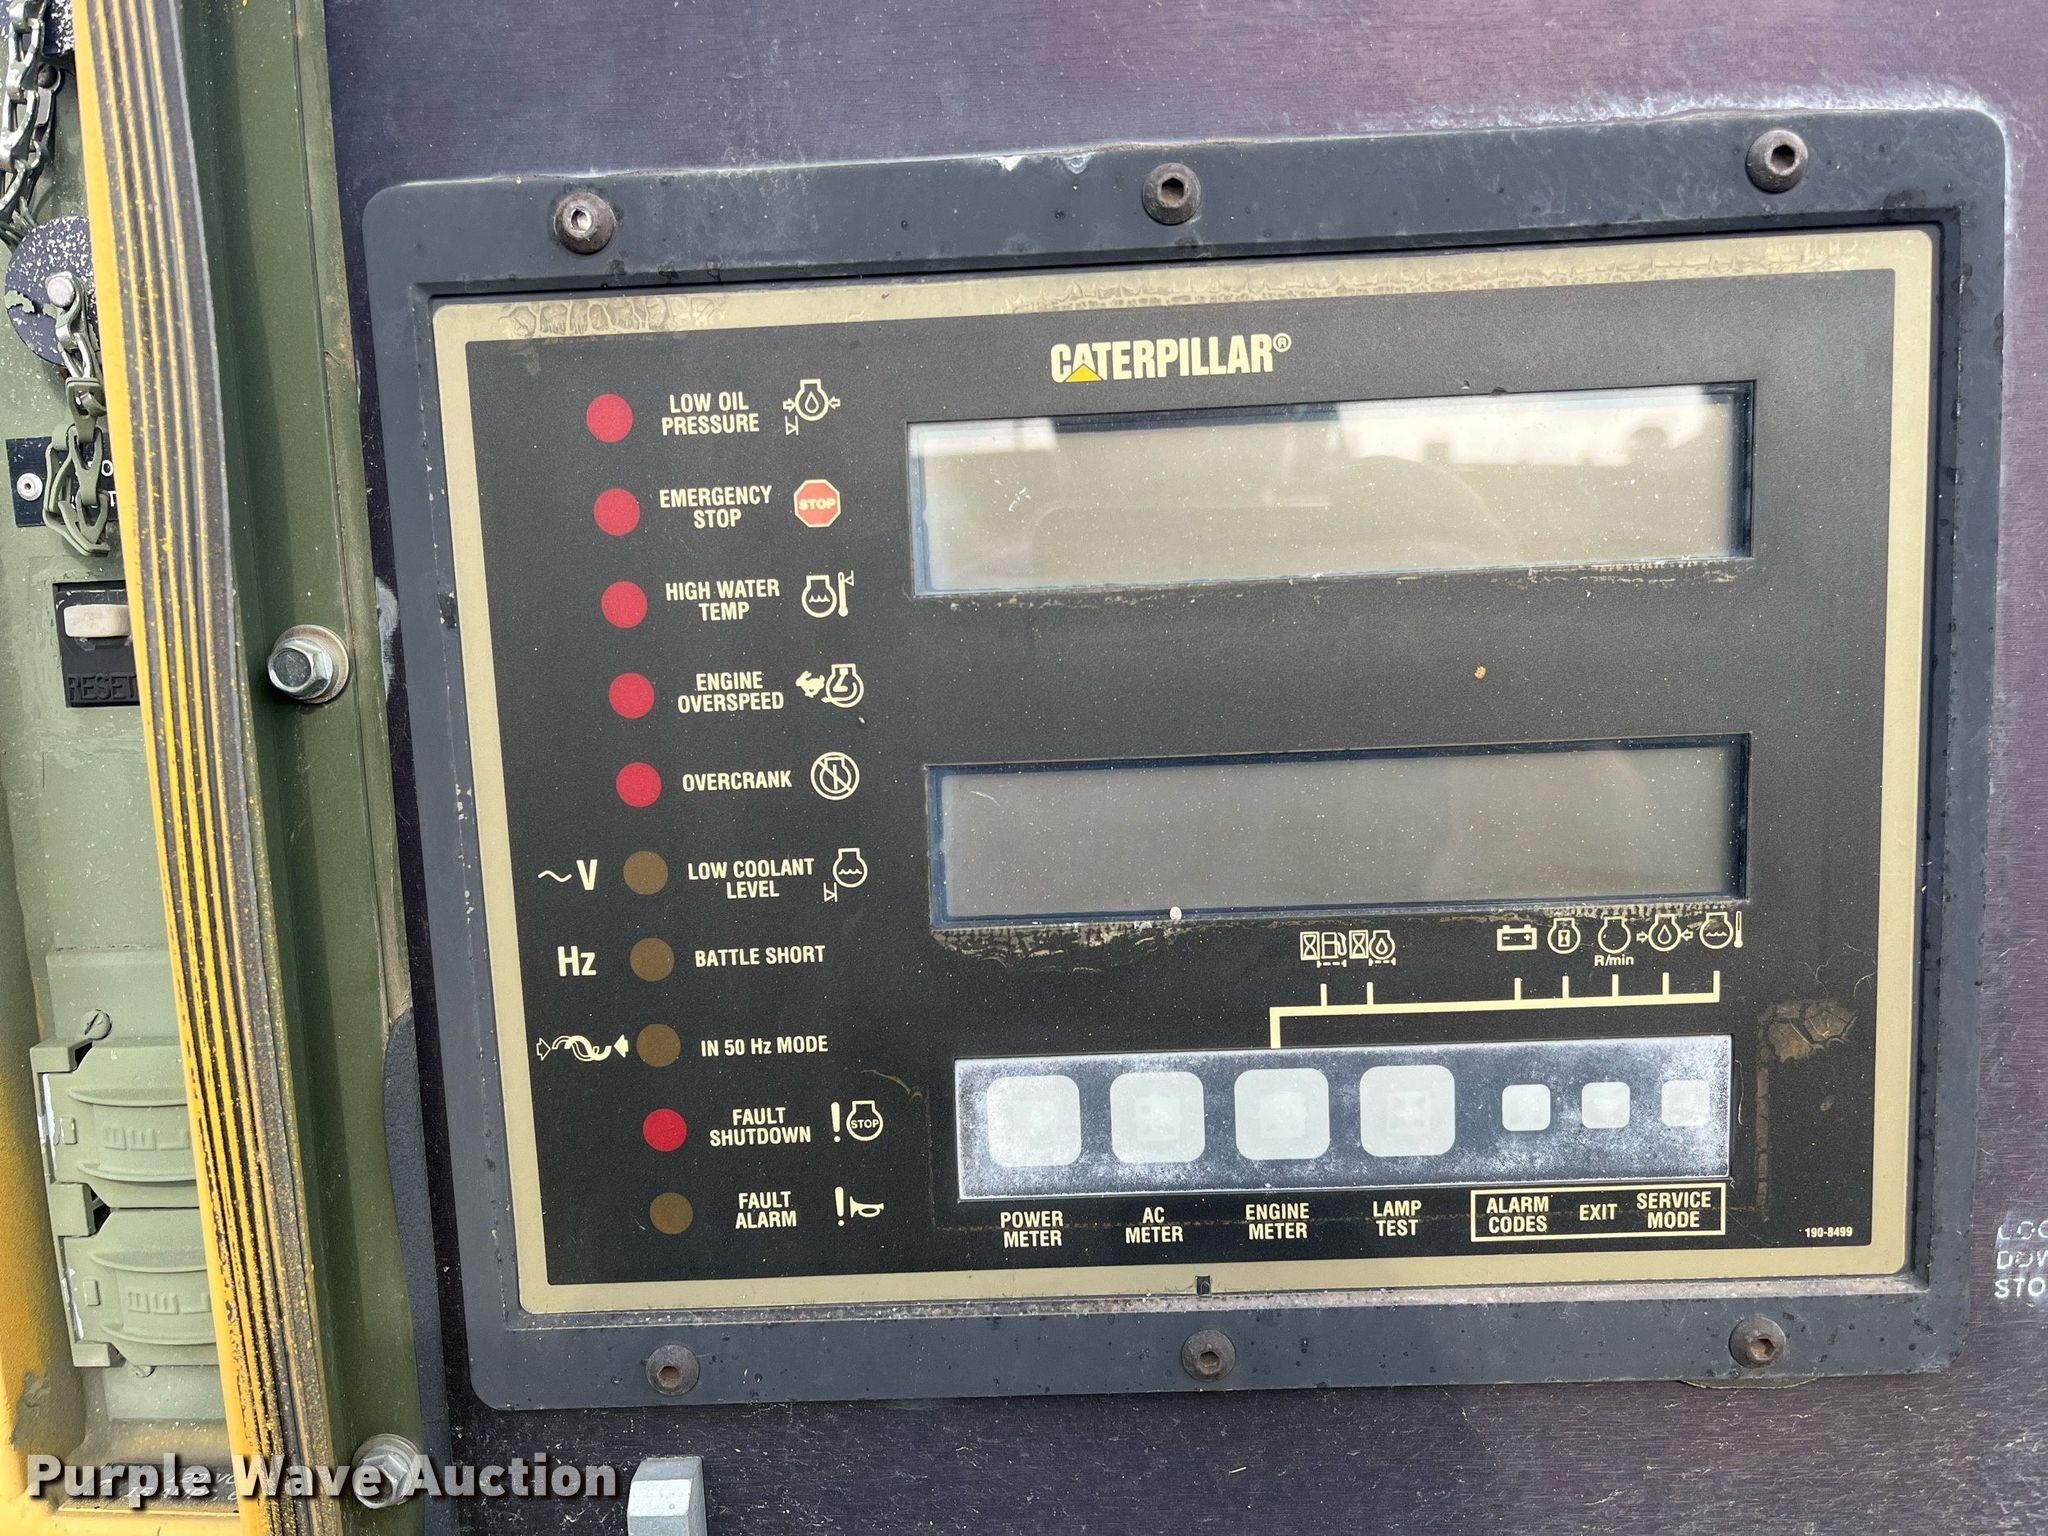 CATERPILLAR®
LOW OIL
PRESSURE
EMERGENCY
STOP
STOP
HIGH WATER
TEMP
ENGINE
OVERSPEED
OVERCRANK
~V
LOW COOLANT
LEVEL
Hz
BATTLE SHORT
IN 50 Hz MODE
FAULT
SHUTDOWN
STOP
FAULT
ALARM
R/min
POWER
METER
AC
METER
ENGINE
METER
LAMP
TEST
ALARM
CODES
EXIT
SERVICE
MODE
190-8499
RESET
STO
Purple Wave Auction